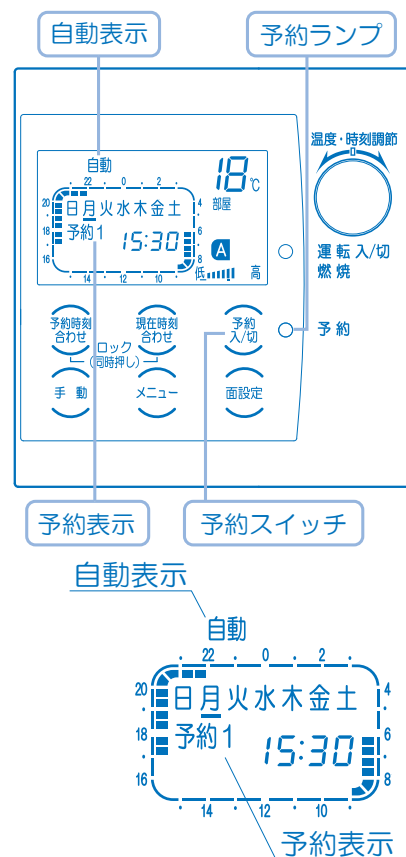 自動表示
予約ランプ
温度・時刻調節
自動
18℃
部屋
・ 22 ・ 0 ・ 2 ・
20 日月火水木金土 4
18 予約1 15:30 6
A
16 8
・ 14 ・ 12 ・ 10 ・
低 高
運転 入/切
燃焼
予約時刻
合わせ
現在時刻
合わせ
予約
入/切
予約
ロック
(同時押し)
手動
メニュー
面設定
予約表示
予約スイッチ
自動表示
自動
・ 22 ・ 0 ・ 2 ・
20 日月火水木金土 4
18 予約1 15:30 6
16 8
・ 14 ・ 12 ・ 10 ・
予約表示